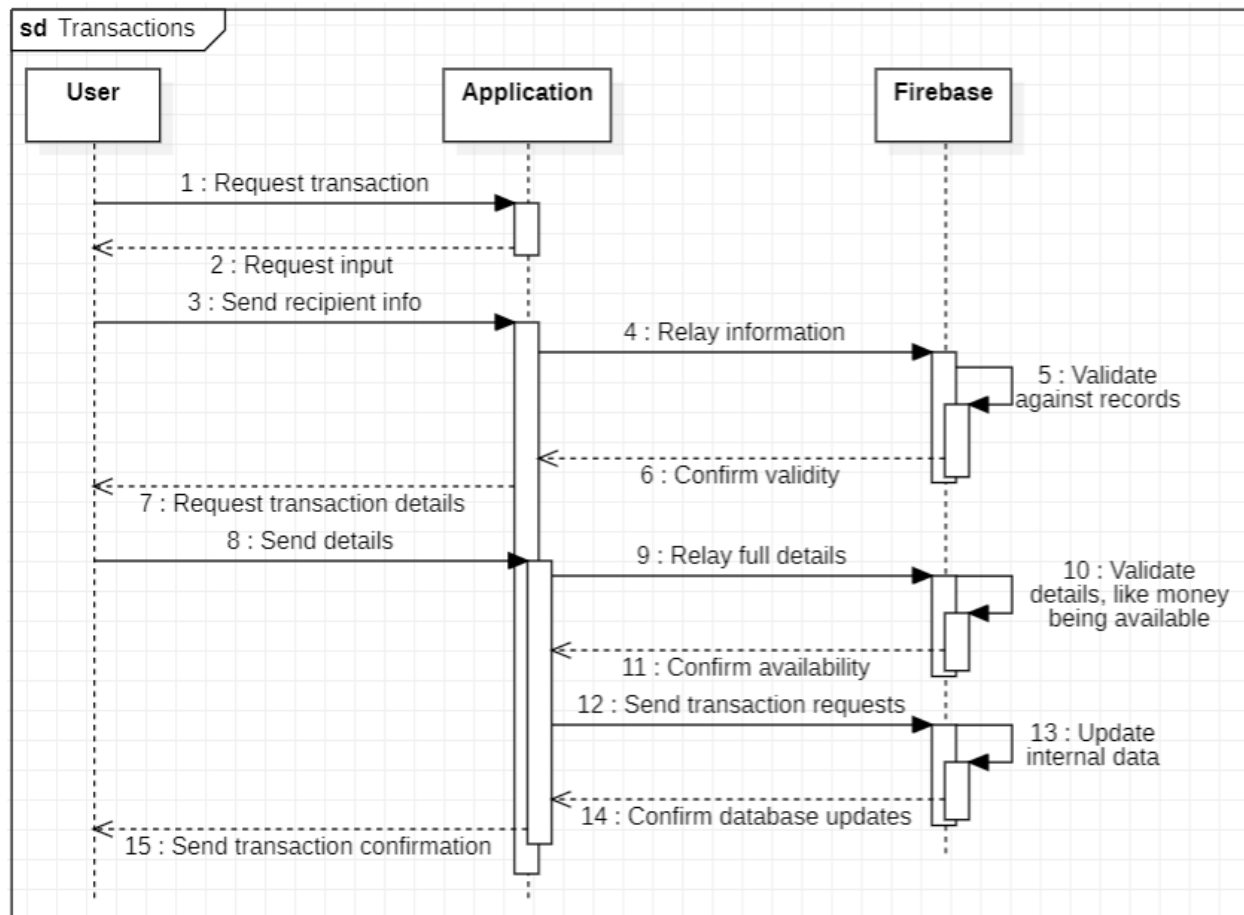 sd Transactions
User
Application
Firebase
1 : Request transaction
2 : Request input
3 : Send recipient info
4 : Relay information
5 : Validate
against records
6 : Confirm validity
7 : Request transaction details
8 : Send details
9 : Relay full details
10 : Validate
details, like money
being available
11 : Confirm availability
12 : Send transaction requests
13 : Update
internal data
14 : Confirm database updates
15 : Send transaction confirmation